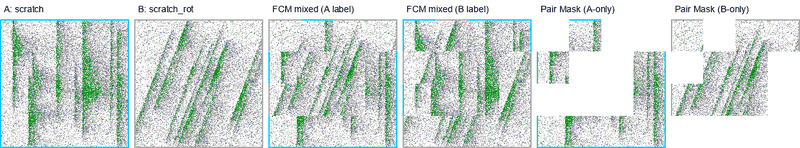 A: scratch
B: scratch_rot
FCM mixed (A label)
FCM mixed (B label)
Pair Mask (A-only)
Pair Mask (B-only)